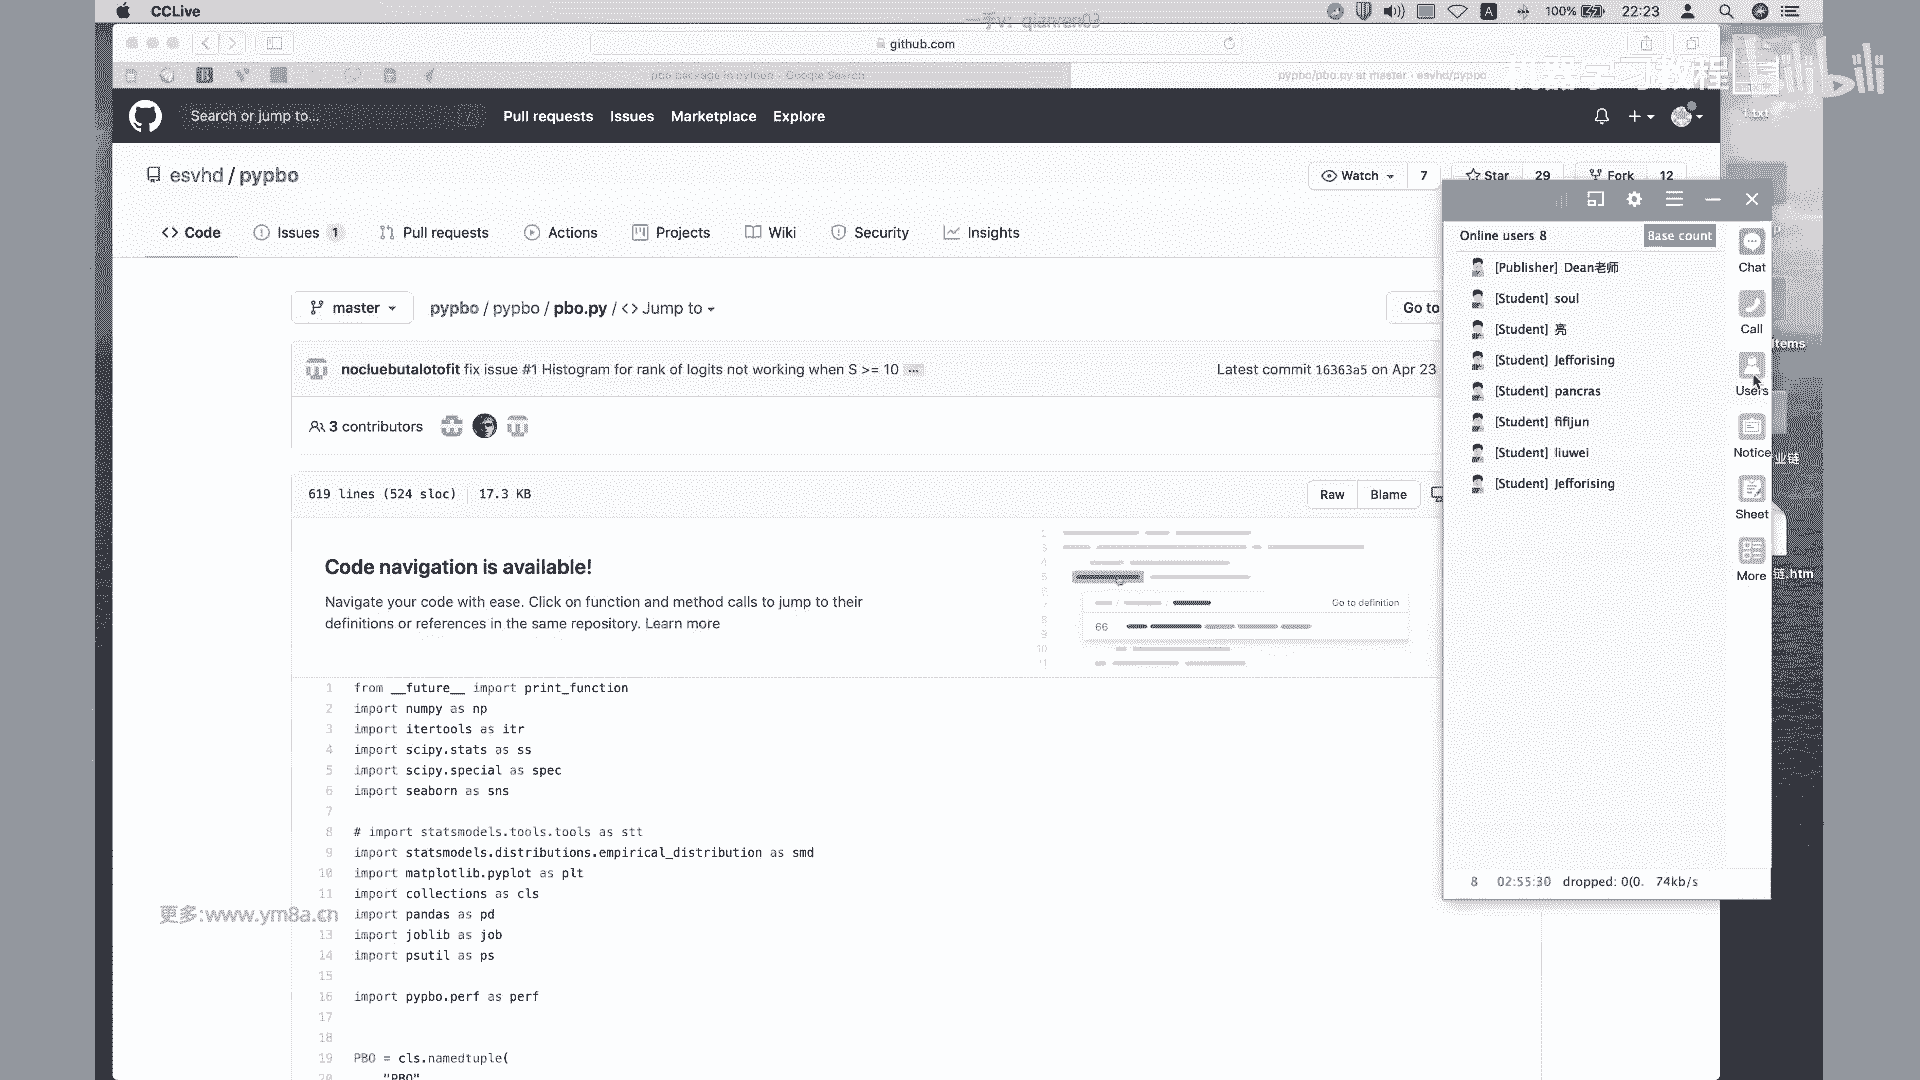 CCLive
100%
22:23
github.com
pbo package in python - Google Search
pypbo/pbo.py at master · esvhd/pypbo
机器学习教程
bilibili
1.txt
Search or jump to...
/
Pull requests
Issues
Marketplace
Explore
esvhd / pypbo
Watch 7
Star 29
Fork 12
Code
Issues 1
Pull requests
Actions
Projects
Wiki
Security
Insights
master
pypbo / pypbo / pbo.py / <> Jump to
Go to
nocluebutalotofit fix issue #1 Histogram for rank of logits not working when S >= 10 ...
Latest commit 16363a5 on Apr 23
3 contributors
619 lines (524 sloc) 17.3 KB
Raw
Blame
Code navigation is available!
Navigate your code with ease. Click on function and method calls to jump to their
definitions or references in the same repository. Learn more
Go to definition
66
1 from __future__ import print_function
2 import numpy as np
3 import itertools as itr
4 import scipy.stats as ss
5 import scipy.special as spec
6 import seaborn as sns
7
8 # import statsmodels.tools.tools as stt
9 import statsmodels.distributions.empirical_distribution as smd
10 import matplotlib.pyplot as plt
11 import collections as cls
import pandas as pd
13 import joblib as job
14 import psutil as ps
15
16 import pypbo.perf as perf
17
18
19 PBO = cls.namedtuple(
20 "PBO",
更多:www.ym8a.cn
Online users 8
Base count
[Publisher] Dean老师
[Student] soul
[Student] 亮
[Student] Jefforising
[Student] pancras
[Student] fifijun
[Student] liuwei
[Student] Jefforising
Chat
Call
Users
Notice
Sheet
More
8 02:55:30 dropped: 0(0. 74kb/s
items
业链
链.htm